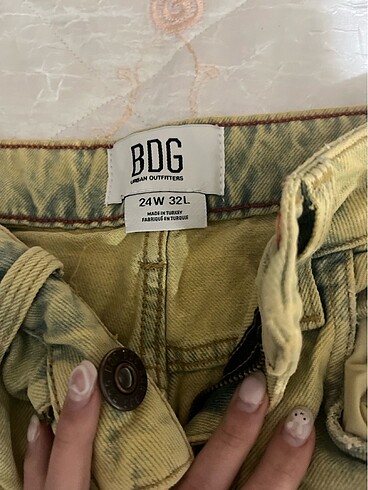 BDG
URBAN OUTFITTERS
24W 32L
MADE IN TURKEY
FABRIQUÉ EN TURQUIE